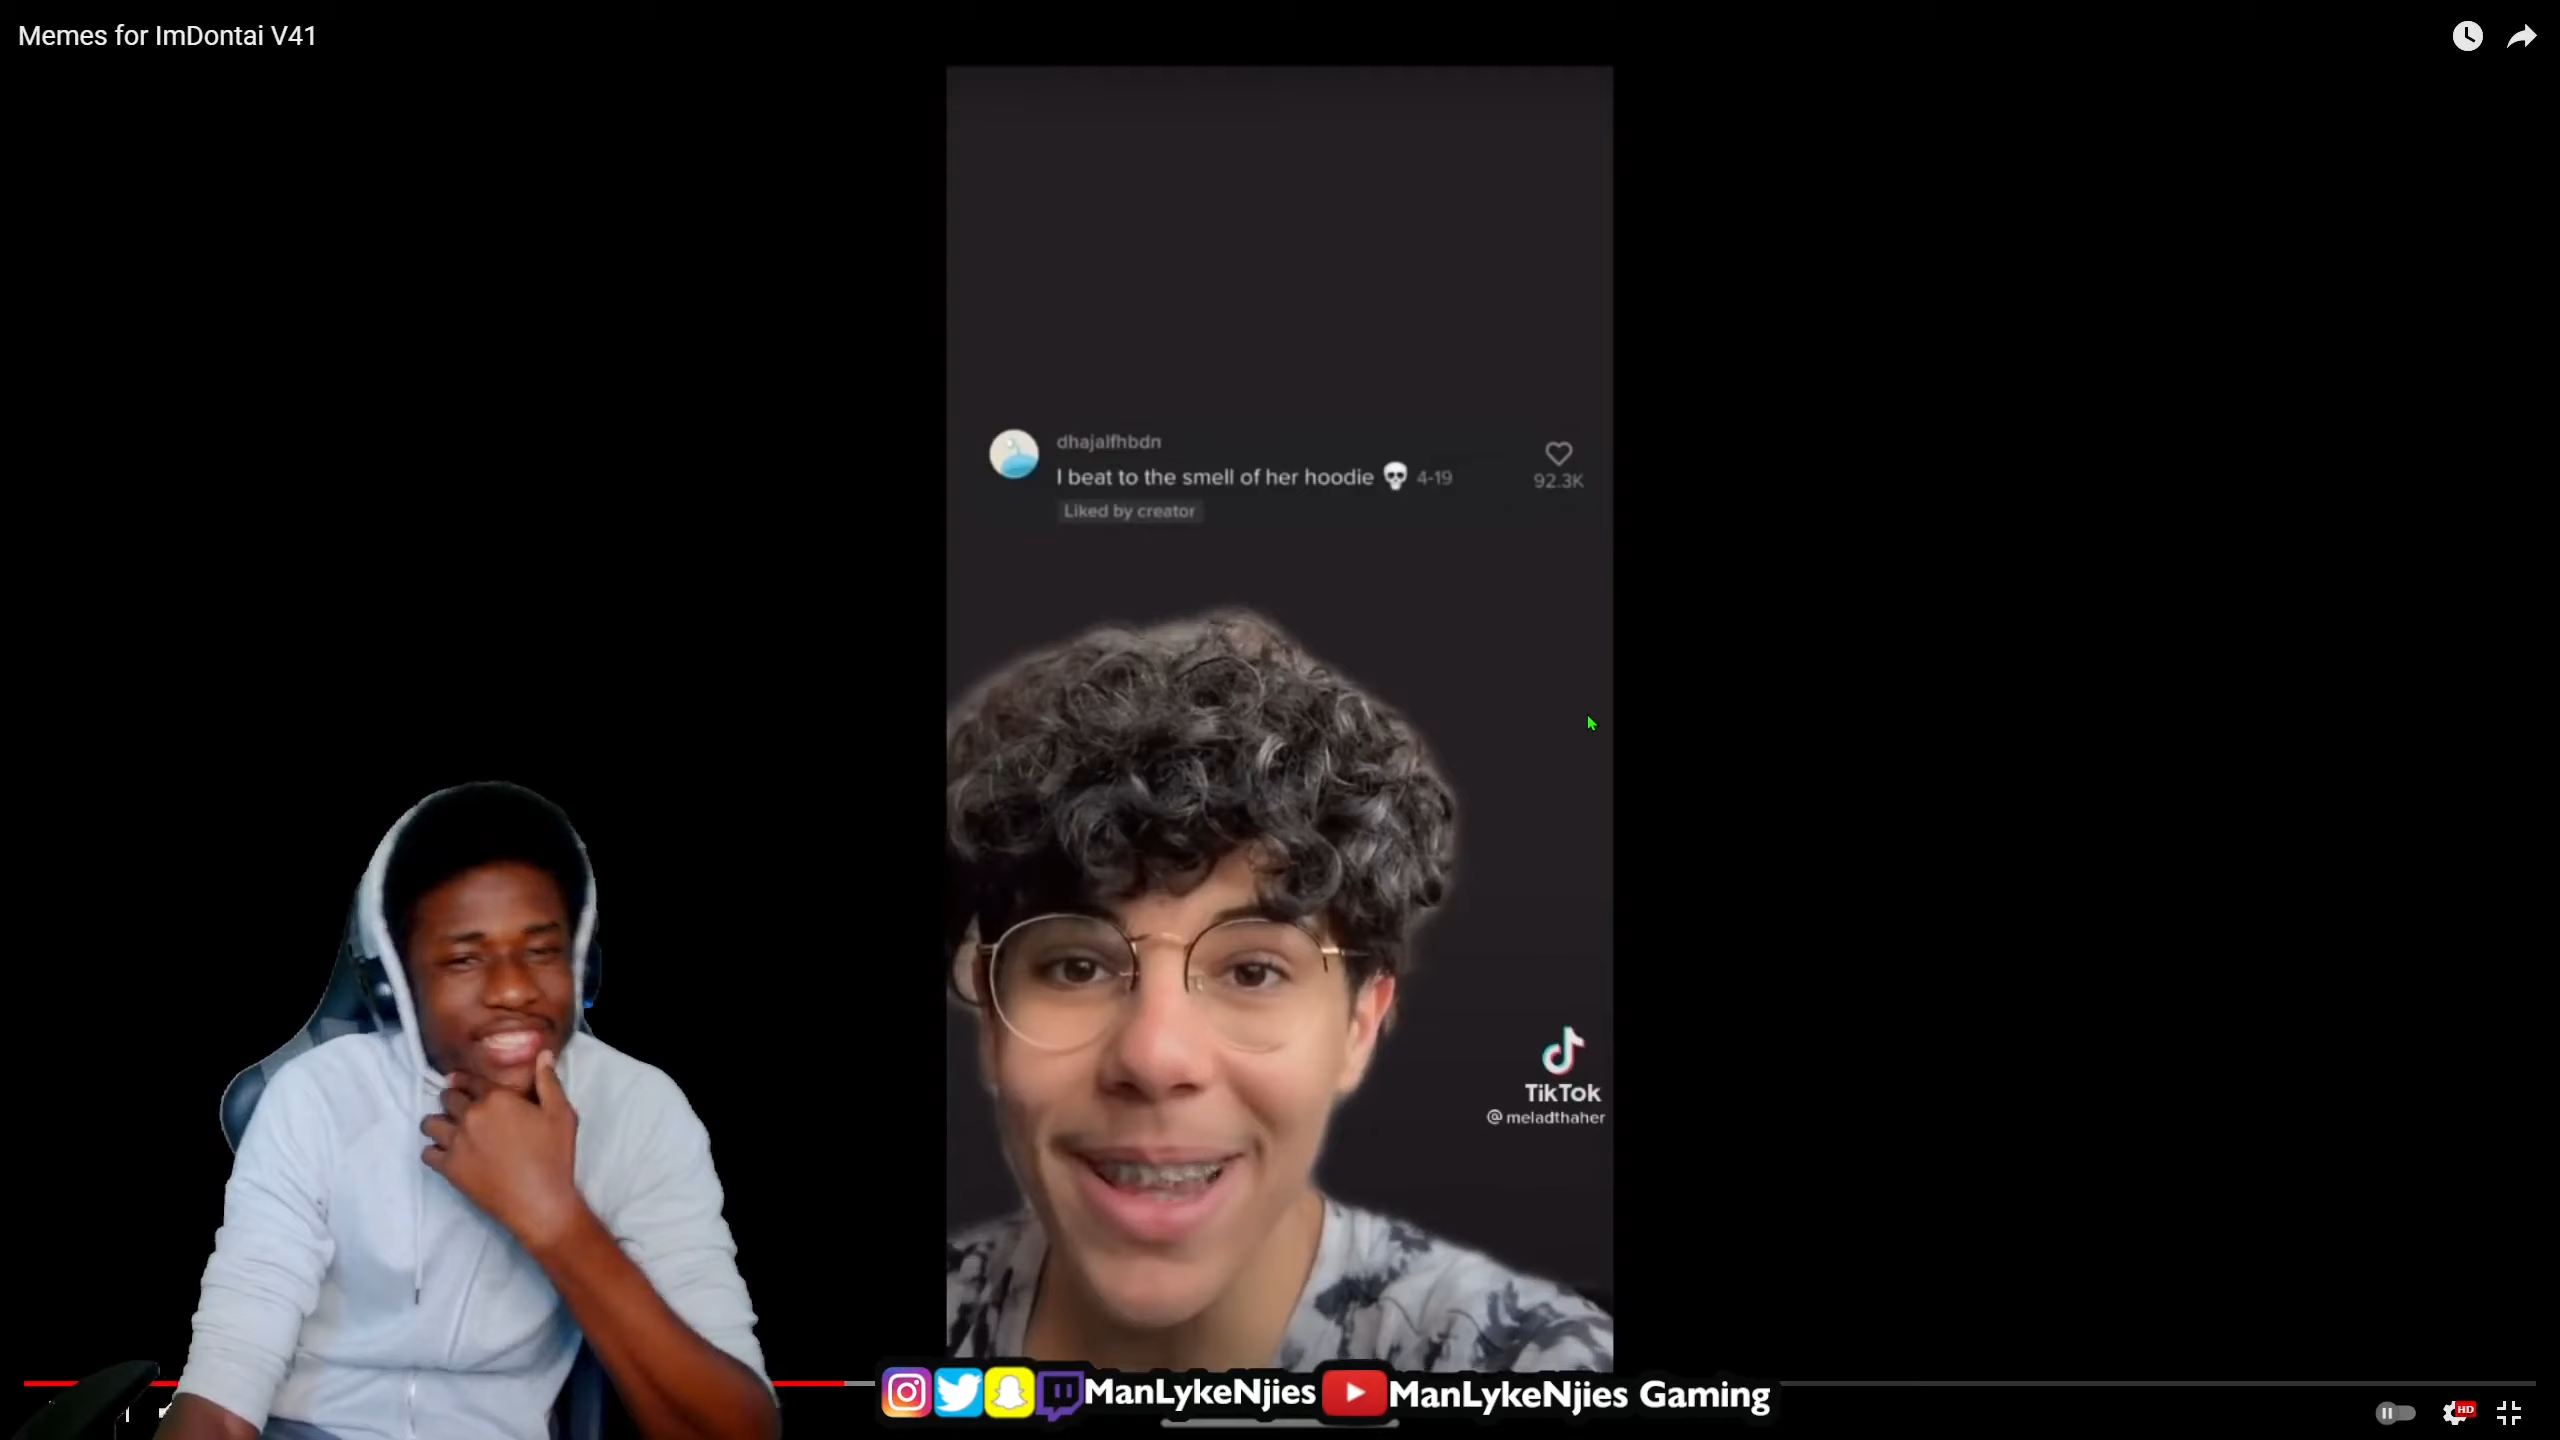 Memes for ImDontai V41
dhajalfhbdn
I beat to the smell of her hoodie 💀 4-19
92.3K
Liked by creator
TikTok
@meladthaher
ManLykeNjies ManLykeNjies Gaming
HD